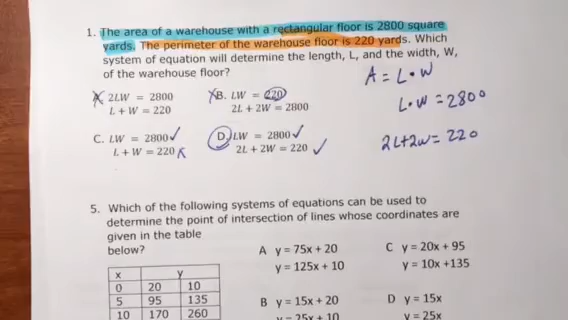 1. The area of a warehouse with a rectangular floor is 2800 square
yards. The perimeter of the warehouse floor is 220 yards. Which
system of equation will determine the length, L, and the width, W,
of the warehouse floor?
A = L • W
L • W = 2800
2L + 2W = 220
A. 2LW = 2800
L + W = 220
B. LW = 220
2L + 2W = 2800
C. LW = 2800 ✓
L + W = 220 x
D. LW = 2800 ✓
2L + 2W = 220 ✓
5. Which of the following systems of equations can be used to
determine the point of intersection of lines whose coordinates are
given in the table
below?
x y
0 20 10
5 95 135
10 170 260
A y = 75x + 20
y = 125x + 10
B y = 15x + 20
y = 25x + 10
C y = 20x + 95
y = 10x +135
D y = 15x
y = 25x